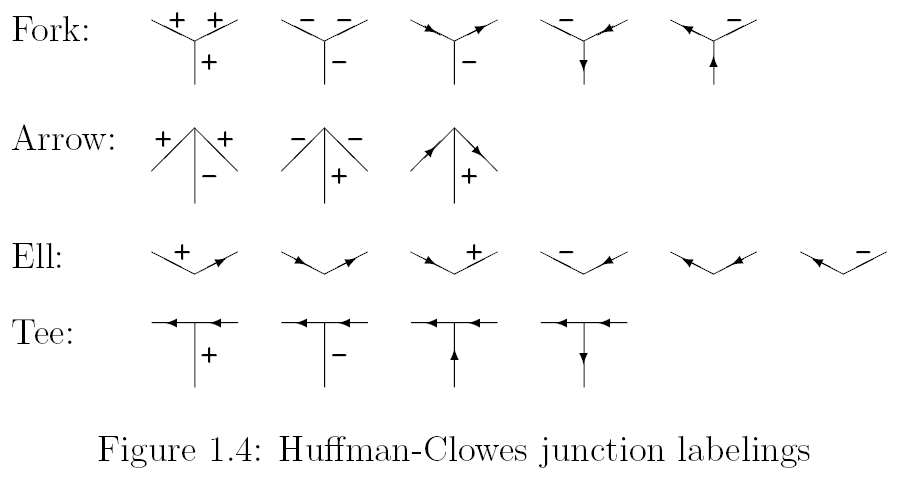 Fork: + + + − − − − − −
Arrow: + + − − − + +
Ell: + + − −
Tee: + −
Figure 1.4: Huffman-Clowes junction labelings